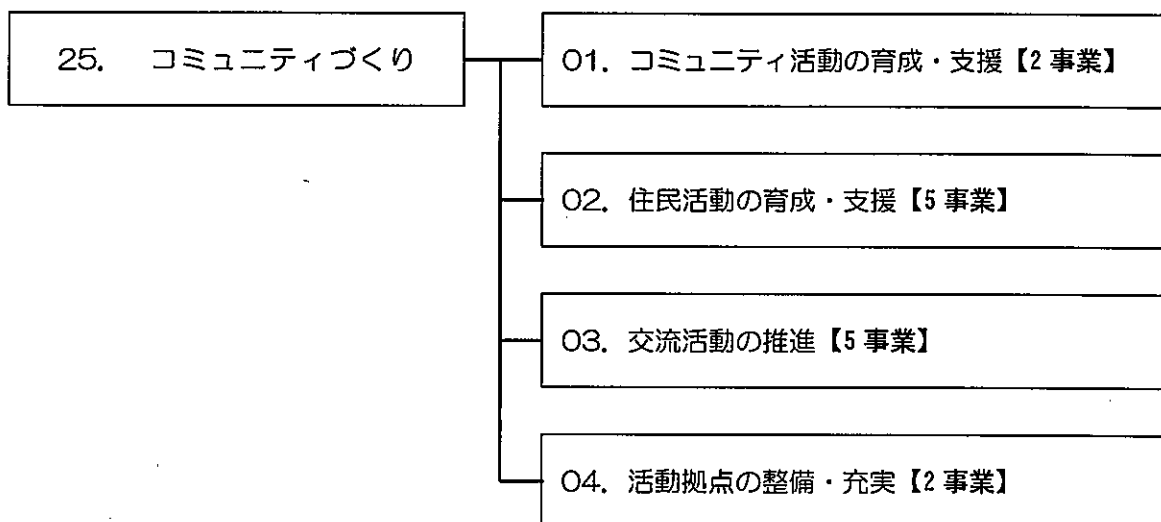 25. コミュニティづくり
01. コミュニティ活動の育成・支援【2 事業】
02. 住民活動の育成・支援【5 事業】
03. 交流活動の推進【5 事業】
04. 活動拠点の整備・充実【2 事業】